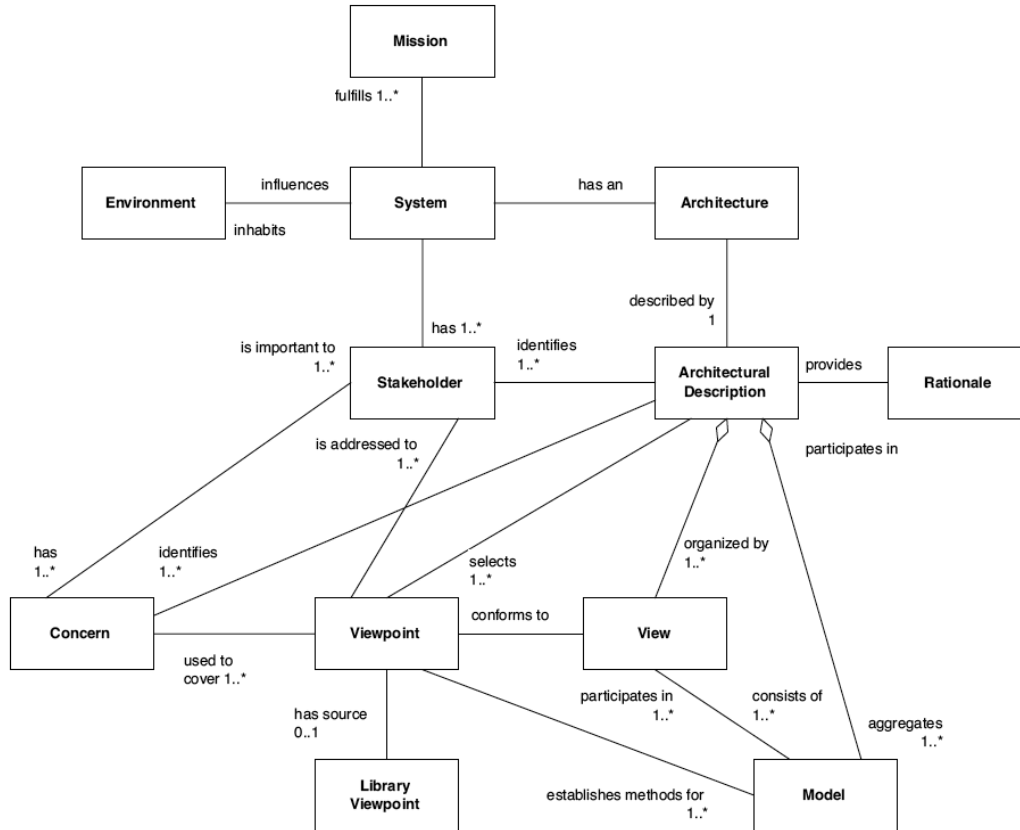 Mission
fulfills 1..*
Environment
influences
inhabits
System
has an
Architecture
described by
1
has 1..*
is important to
1..*
Stakeholder
identifies
1..*
Architectural
Description
provides
Rationale
is addressed to
1..*
participates in
has
1..*
identifies
1..*
selects
1..*
organized by
1..*
Concern
Viewpoint
conforms to
View
used to
cover 1..*
has source
0..1
participates in
1..*
consists of
1..*
aggregates
1..*
Library
Viewpoint
establishes methods for
1..*
Model